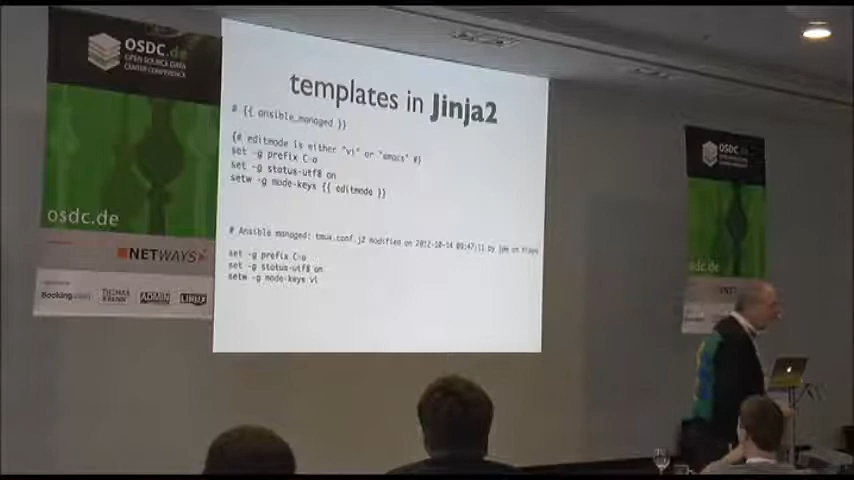 OSDC.de
OPEN SOURCE DATA
CENTER CONFERENCE
osdc.de
NETWAYS
Booking.com
THOMAS
KRENN
ADMIN
LINUX
templates in Jinja2
# {{ ansible_managed }}
{# editmode is either "vi" or "emacs" #}
set -g prefix C-a
set -g status-utf8 on
setw -g mode-keys {{ editmode }}
# Ansible managed: tmux.conf.j2 modified on 2012-10-14 09:47:11 by jpm on
set -g prefix C-a
set -g status-utf8 on
setw -g mode-keys vi
OSDC.de
osdc.de